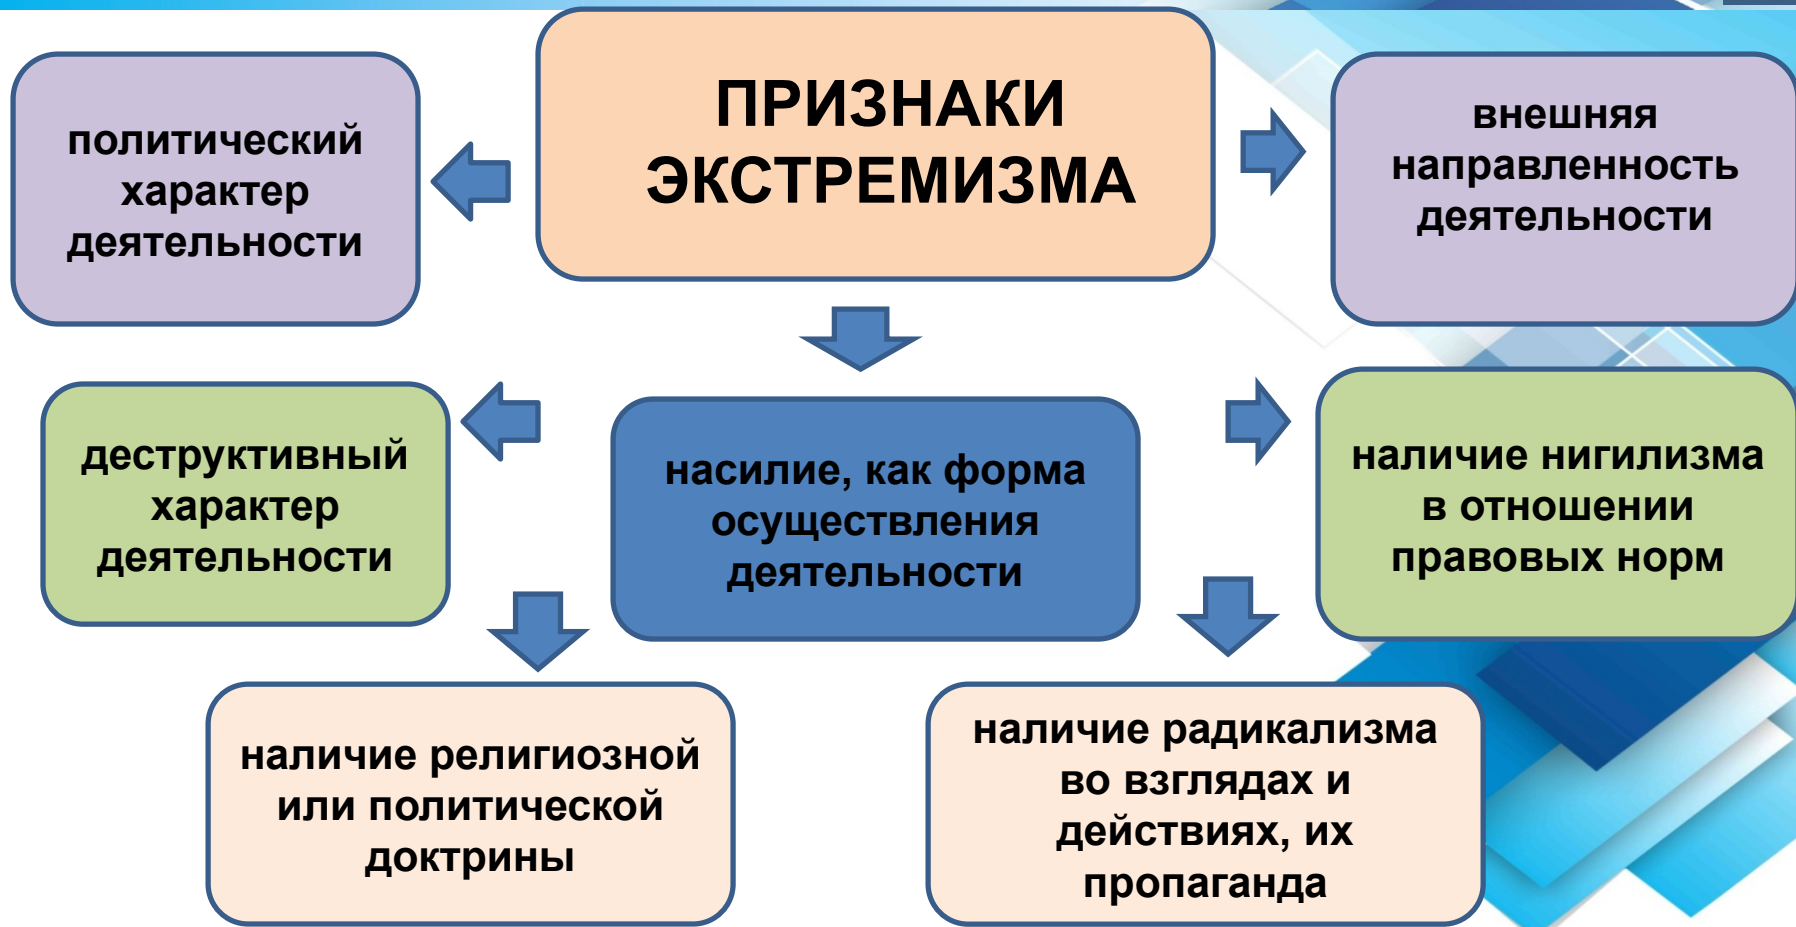 ПРИЗНАКИ
ЭКСТРЕМИЗМА
политический
характер
деятельности
внешняя
направленность
деятельности
деструктивный
характер
деятельности
насилие, как форма
осуществления
деятельности
наличие нигилизма
в отношении
правовых норм
наличие религиозной
или политической
доктрины
наличие радикализма
во взглядах и
действиях, их
пропаганда